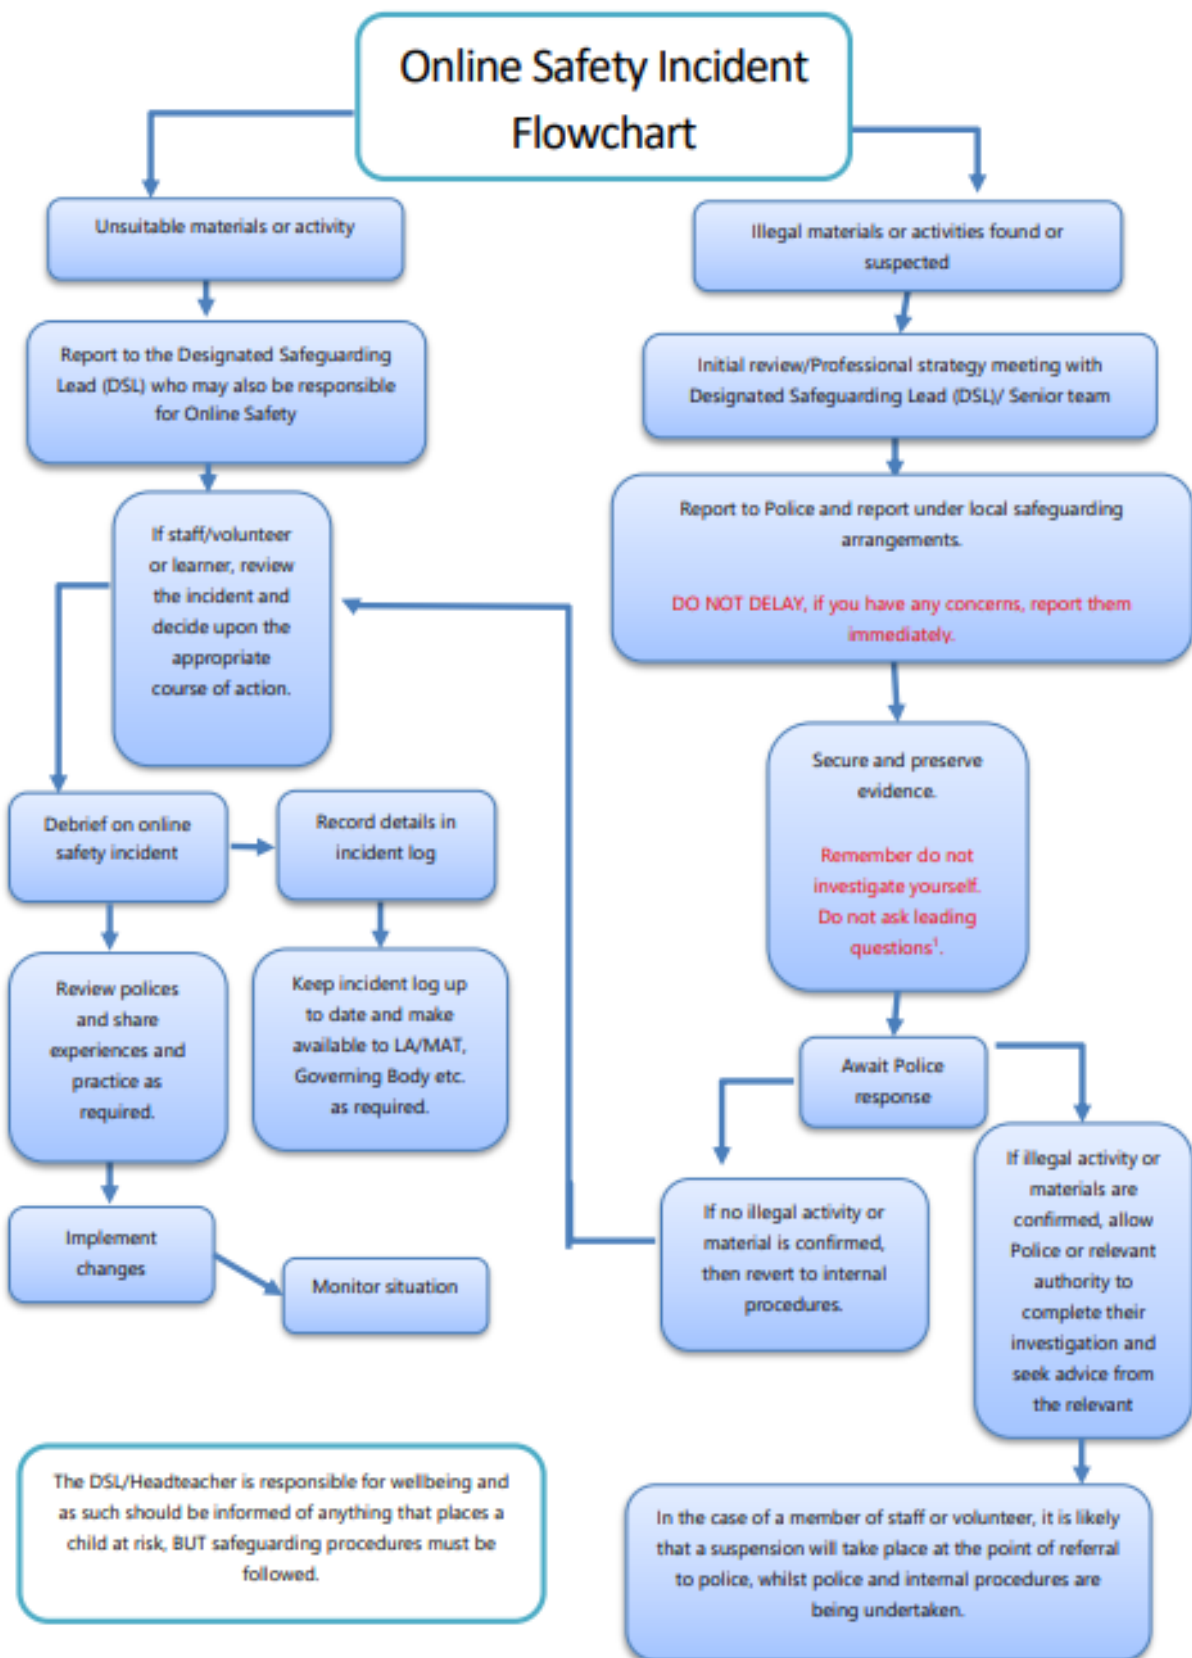 Online Safety Incident
Flowchart
Unsuitable materials or activity
Report to the Designated Safeguarding
Lead (DSL) who may also be responsible
for Online Safety
If staff/volunteer
or learner, review
the incident and
decide upon the
appropriate
course of action.
Debrief on online
safety incident
Record details in
incident log
Review polices
and share
experiences and
practice as
required.
Keep incident log up
to date and make
available to LA/MAT,
Governing Body etc.
as required.
Implement
changes
Monitor situation
Illegal materials or activities found or
suspected
Initial review/Professional strategy meeting with
Designated Safeguarding Lead (DSL)/ Senior team
Report to Police and report under local safeguarding
arrangements.
DO NOT DELAY, if you have any concerns, report them
immediately.
Secure and preserve
evidence.
Remember do not
investigate yourself.
Do not ask leading
questions¹.
Await Police
response
If no illegal activity or
material is confirmed,
then revert to internal
procedures.
If illegal activity or
materials are
confirmed, allow
Police or relevant
authority to
complete their
investigation and
seek advice from
the relevant
In the case of a member of staff or volunteer, it is likely
that a suspension will take place at the point of referral
to police, whilst police and internal procedures are
being undertaken.
The DSL/Headteacher is responsible for wellbeing and
as such should be informed of anything that places a
child at risk, BUT safeguarding procedures must be
followed.